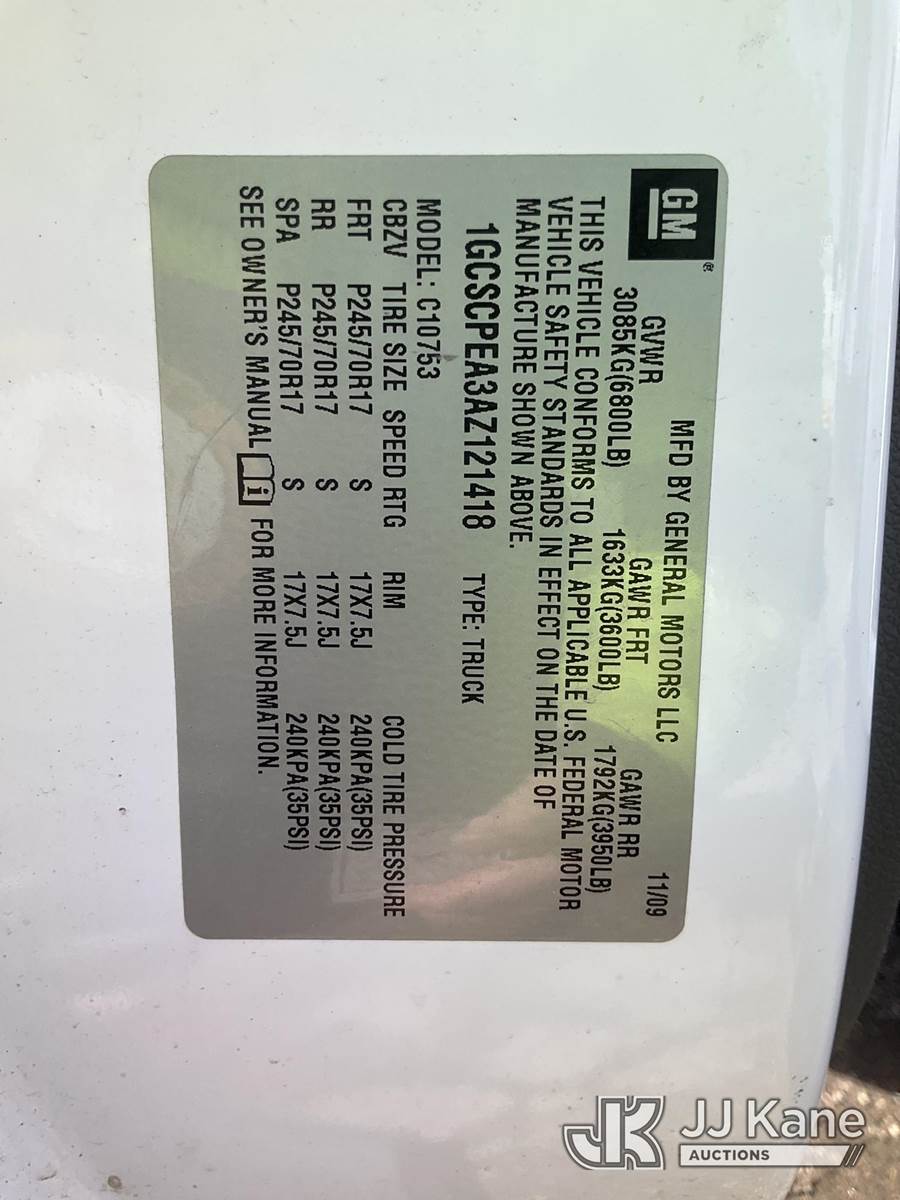 GM®
MFD BY GENERAL MOTORS LLC 11/09
GVWR GAWR FRT GAWR RR
3085KG(6800LB) 1633KG(3600LB) 1792KG(3950LB)
THIS VEHICLE CONFORMS TO ALL APPLICABLE U.S. FEDERAL MOTOR
VEHICLE SAFETY STANDARDS IN EFFECT ON THE DATE OF
MANUFACTURE SHOWN ABOVE.
1GCSCPEA3AZ121418 TYPE: TRUCK
MODEL: C10753
CBZV TIRE SIZE SPEED RTG RIM COLD TIRE PRESSURE
FRT P245/70R17 S 17X7.5J 240KPA(35PSI)
RR P245/70R17 S 17X7.5J 240KPA(35PSI)
SPA P245/70R17 S 17X7.5J 240KPA(35PSI)
SEE OWNER'S MANUAL i FOR MORE INFORMATION.
JK JJ Kane
AUCTIONS